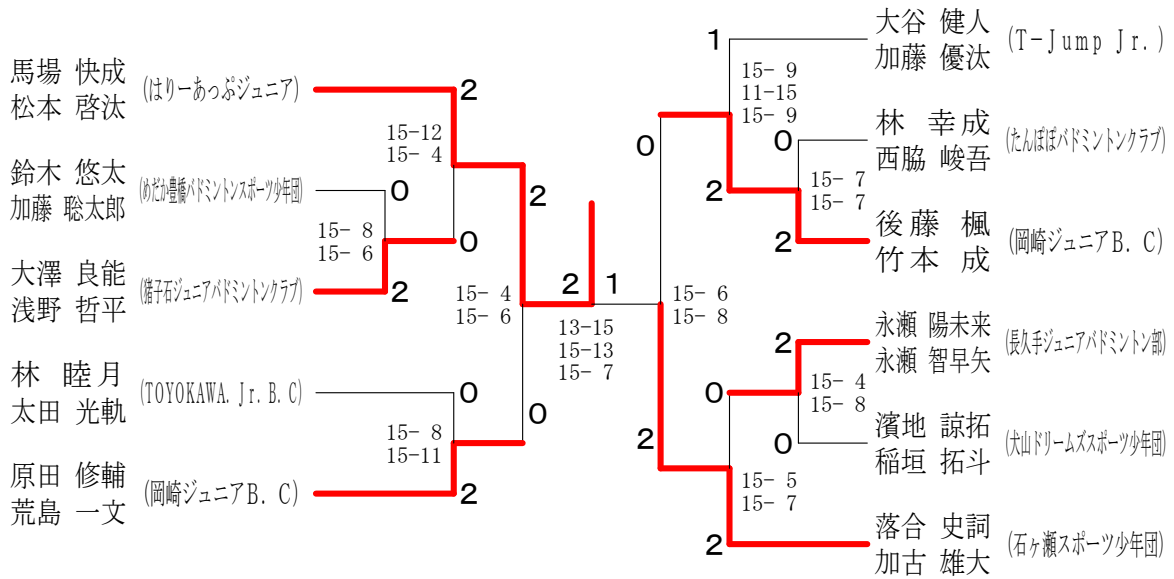 馬場 快成
松本 啓汰
(はりーあっぷジュニア)
2
15-12
15- 4
鈴木 悠太
加藤 聡太郎
(めだか豊橋バドミントンスポーツ少年団)
0
15- 8
15- 6
0
大澤 良能
浅野 哲平
(猪子石ジュニアバドミントンクラブ)
2
2
15- 4
15- 6
林 睦月
太田 光軌
(TOYOKAWA. Jr. B. C)
0
15- 8
15-11
0
原田 修輔
荒島 一文
(岡崎ジュニアB. C)
2
2
1
13-15
15-13
15- 7
大谷 健人
加藤 優汰
(T-Jump Jr.)
1
15- 9
11-15
15- 9
0
林 幸成
西脇 峻吾
(たんぽぽバドミントンクラブ)
0
15- 7
15- 7
2
後藤 楓
竹本 成
(岡崎ジュニアB. C)
2
15- 6
15- 8
永瀬 陽未来
永瀬 智早矢
(長久手ジュニアバドミントン部)
2
15- 4
15- 8
0
濱地 諒拓
稲垣 拓斗
(犬山ドリームズスポーツ少年団)
0
2
15- 5
15- 7
落合 史詞
加古 雄大
(石ヶ瀬スポーツ少年団)
2